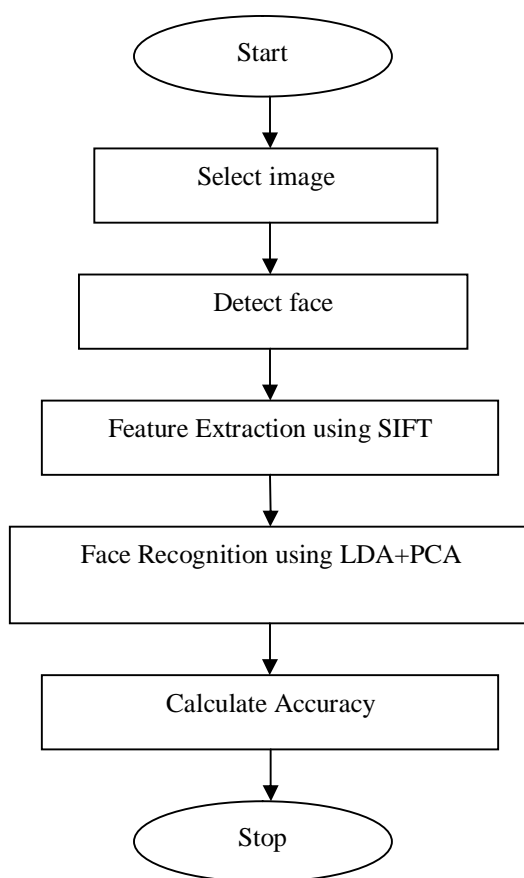 Start
Select image
Detect face
Feature Extraction using SIFT
Face Recognition using LDA+PCA
Calculate Accuracy
Stop